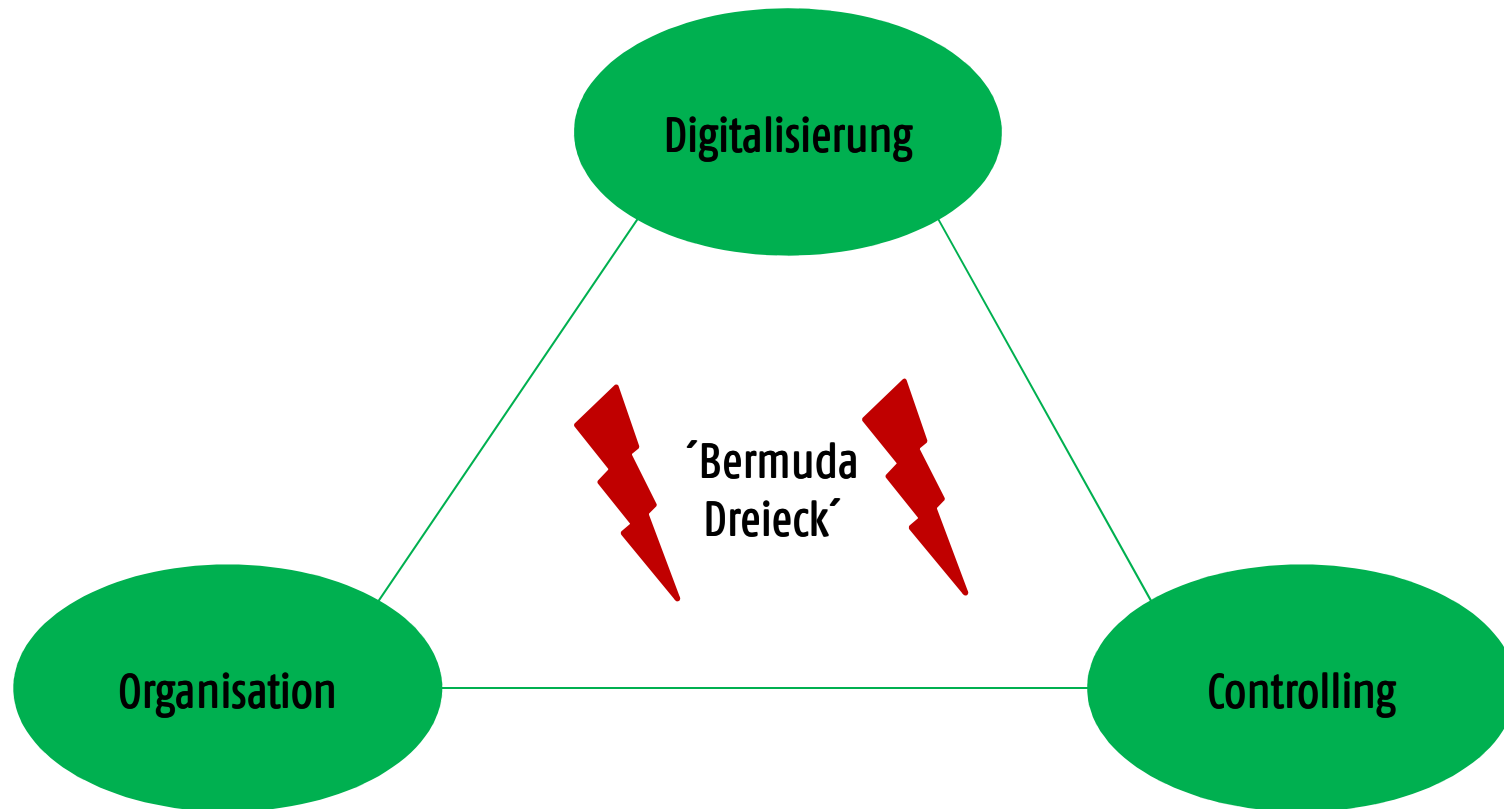 Digitalisierung
´Bermuda
Dreieck´
Organisation
Controlling